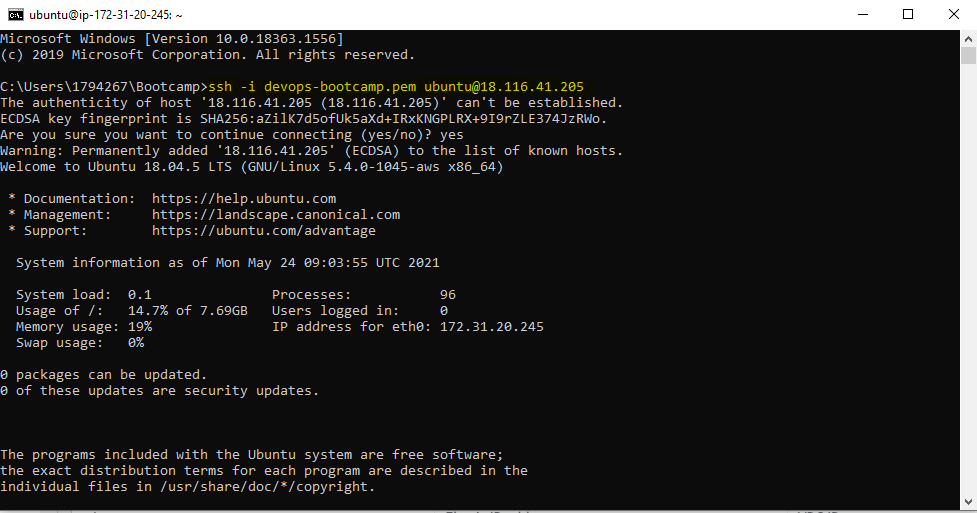 ubuntu@ip-172-31-20-245: ~
Microsoft Windows [Version 10.0.18363.1556]
(c) 2019 Microsoft Corporation. All rights reserved.
C:\Users\1794267\Bootcamp>ssh -i devops-bootcamp.pem ubuntu@18.116.41.205
The authenticity of host '18.116.41.205 (18.116.41.205)' can't be established.
ECDSA key fingerprint is SHA256:aZilK7d5ofUk5aXd+IRxKNGPLRX+9I9rZLE374JzRWo.
Are you sure you want to continue connecting (yes/no)? yes
Warning: Permanently added '18.116.41.205' (ECDSA) to the list of known hosts.
Welcome to Ubuntu 18.04.5 LTS (GNU/Linux 5.4.0-1045-aws x86_64)
* Documentation:  https://help.ubuntu.com
* Management:     https://landscape.canonical.com
* Support:        https://ubuntu.com/advantage
System information as of Mon May 24 09:03:55 UTC 2021
System load:  0.1               Processes:           96
Usage of /:   14.7% of 7.69GB   Users logged in:     0
Memory usage: 19%               IP address for eth0: 172.31.20.245
Swap usage:   0%
0 packages can be updated.
0 of these updates are security updates.
The programs included with the Ubuntu system are free software;
the exact distribution terms for each program are described in the
individual files in /usr/share/doc/*/copyright.